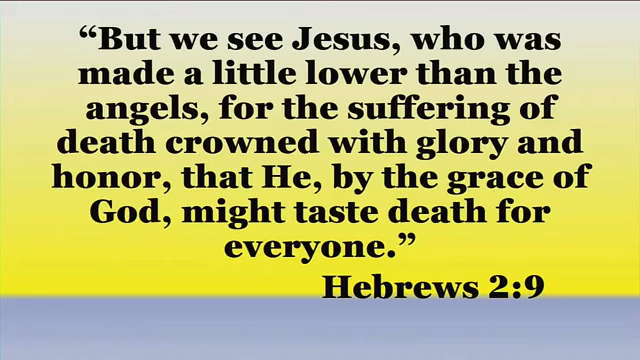 “But we see Jesus, who was
made a little lower than the
angels, for the suffering of
death crowned with glory and
honor, that He, by the grace of
God, might taste death for
everyone.”
Hebrews 2:9